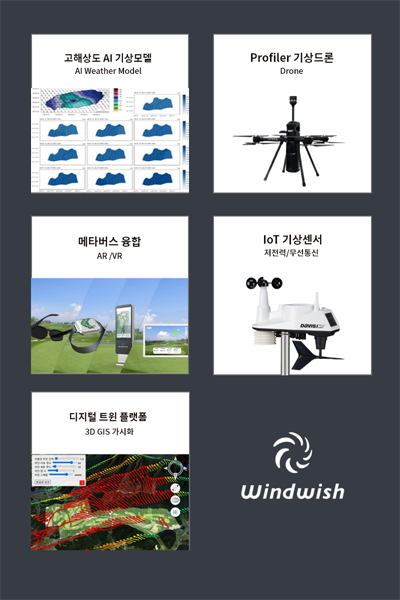 고해상도 AI 기상모델
AI Weather Model
Profiler 기상드론
Drone
메타버스 융합
AR /VR
IoT 기상센서
저전력/무선통신
DAVIS
디지털 트윈 플랫폼
3D GIS 가시화
Windwish